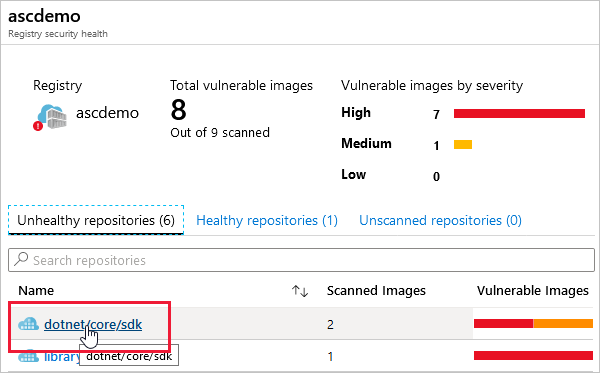 ascdemo
Registry security health
Registry
ascdemo
Total vulnerable images
8
Out of 9 scanned
Vulnerable images by severity
High 7
Medium 1
Low 0
Unhealthy repositories (6) Healthy repositories (1) Unscanned repositories (0)
Search repositories
Name Scanned Images Vulnerable Images
dotnet/core/sdk 2
library 1
dotnet/core/sdk